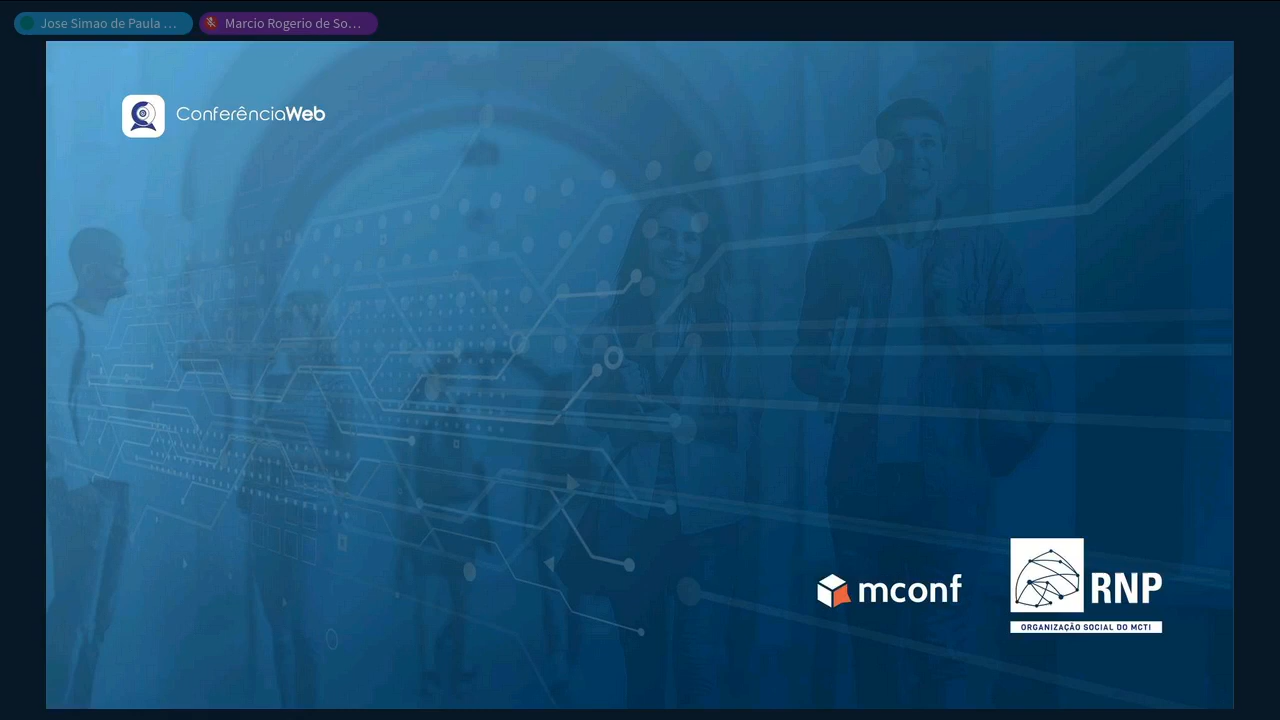 Jose Simao de Paula ...
Marcio Rogerio de So...
ConferênciaWeb
mconf
RNP
ORGANIZAÇÃO SOCIAL DO MCTI